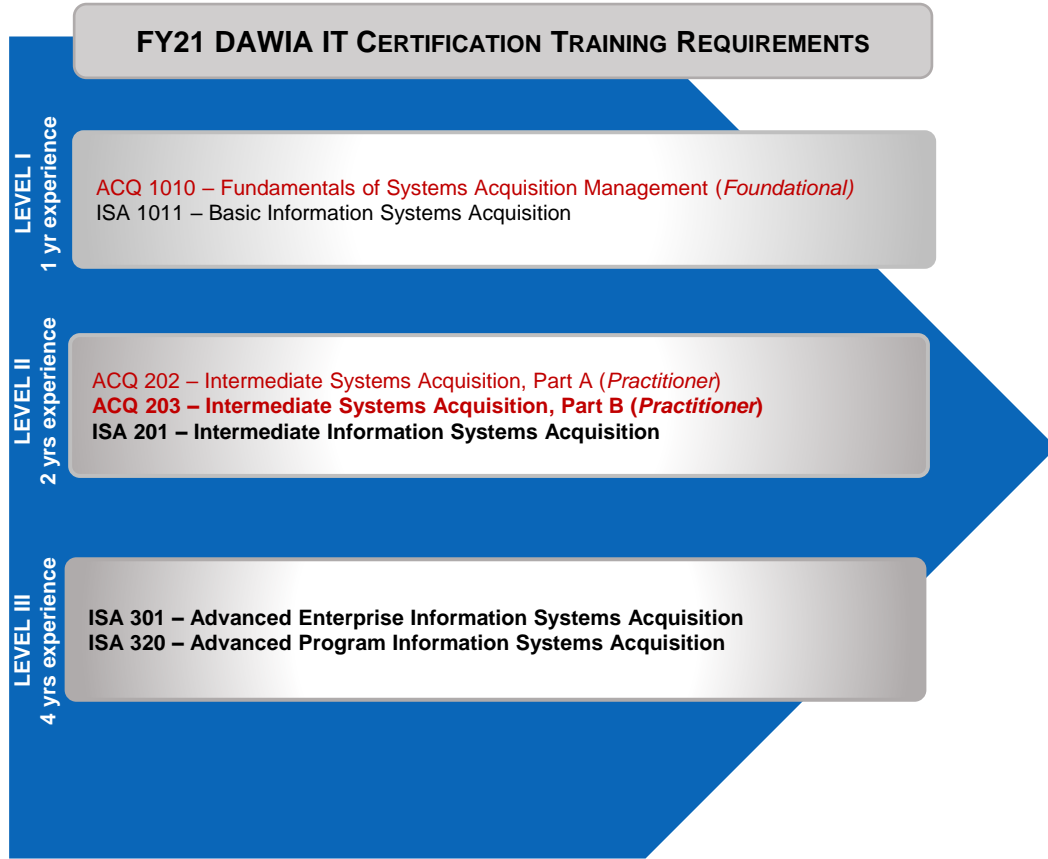 FY21 DAWIA IT CERTIFICATION TRAINING REQUIREMENTS
LEVEL I
1 yr experience
ACQ 1010 – Fundamentals of Systems Acquisition Management (Foundational)
ISA 1011 – Basic Information Systems Acquisition
LEVEL II
2 yrs experience
ACQ 202 – Intermediate Systems Acquisition, Part A (Practitioner)
ACQ 203 – Intermediate Systems Acquisition, Part B (Practitioner)
ISA 201 – Intermediate Information Systems Acquisition
LEVEL III
4 yrs experience
ISA 301 – Advanced Enterprise Information Systems Acquisition
ISA 320 – Advanced Program Information Systems Acquisition